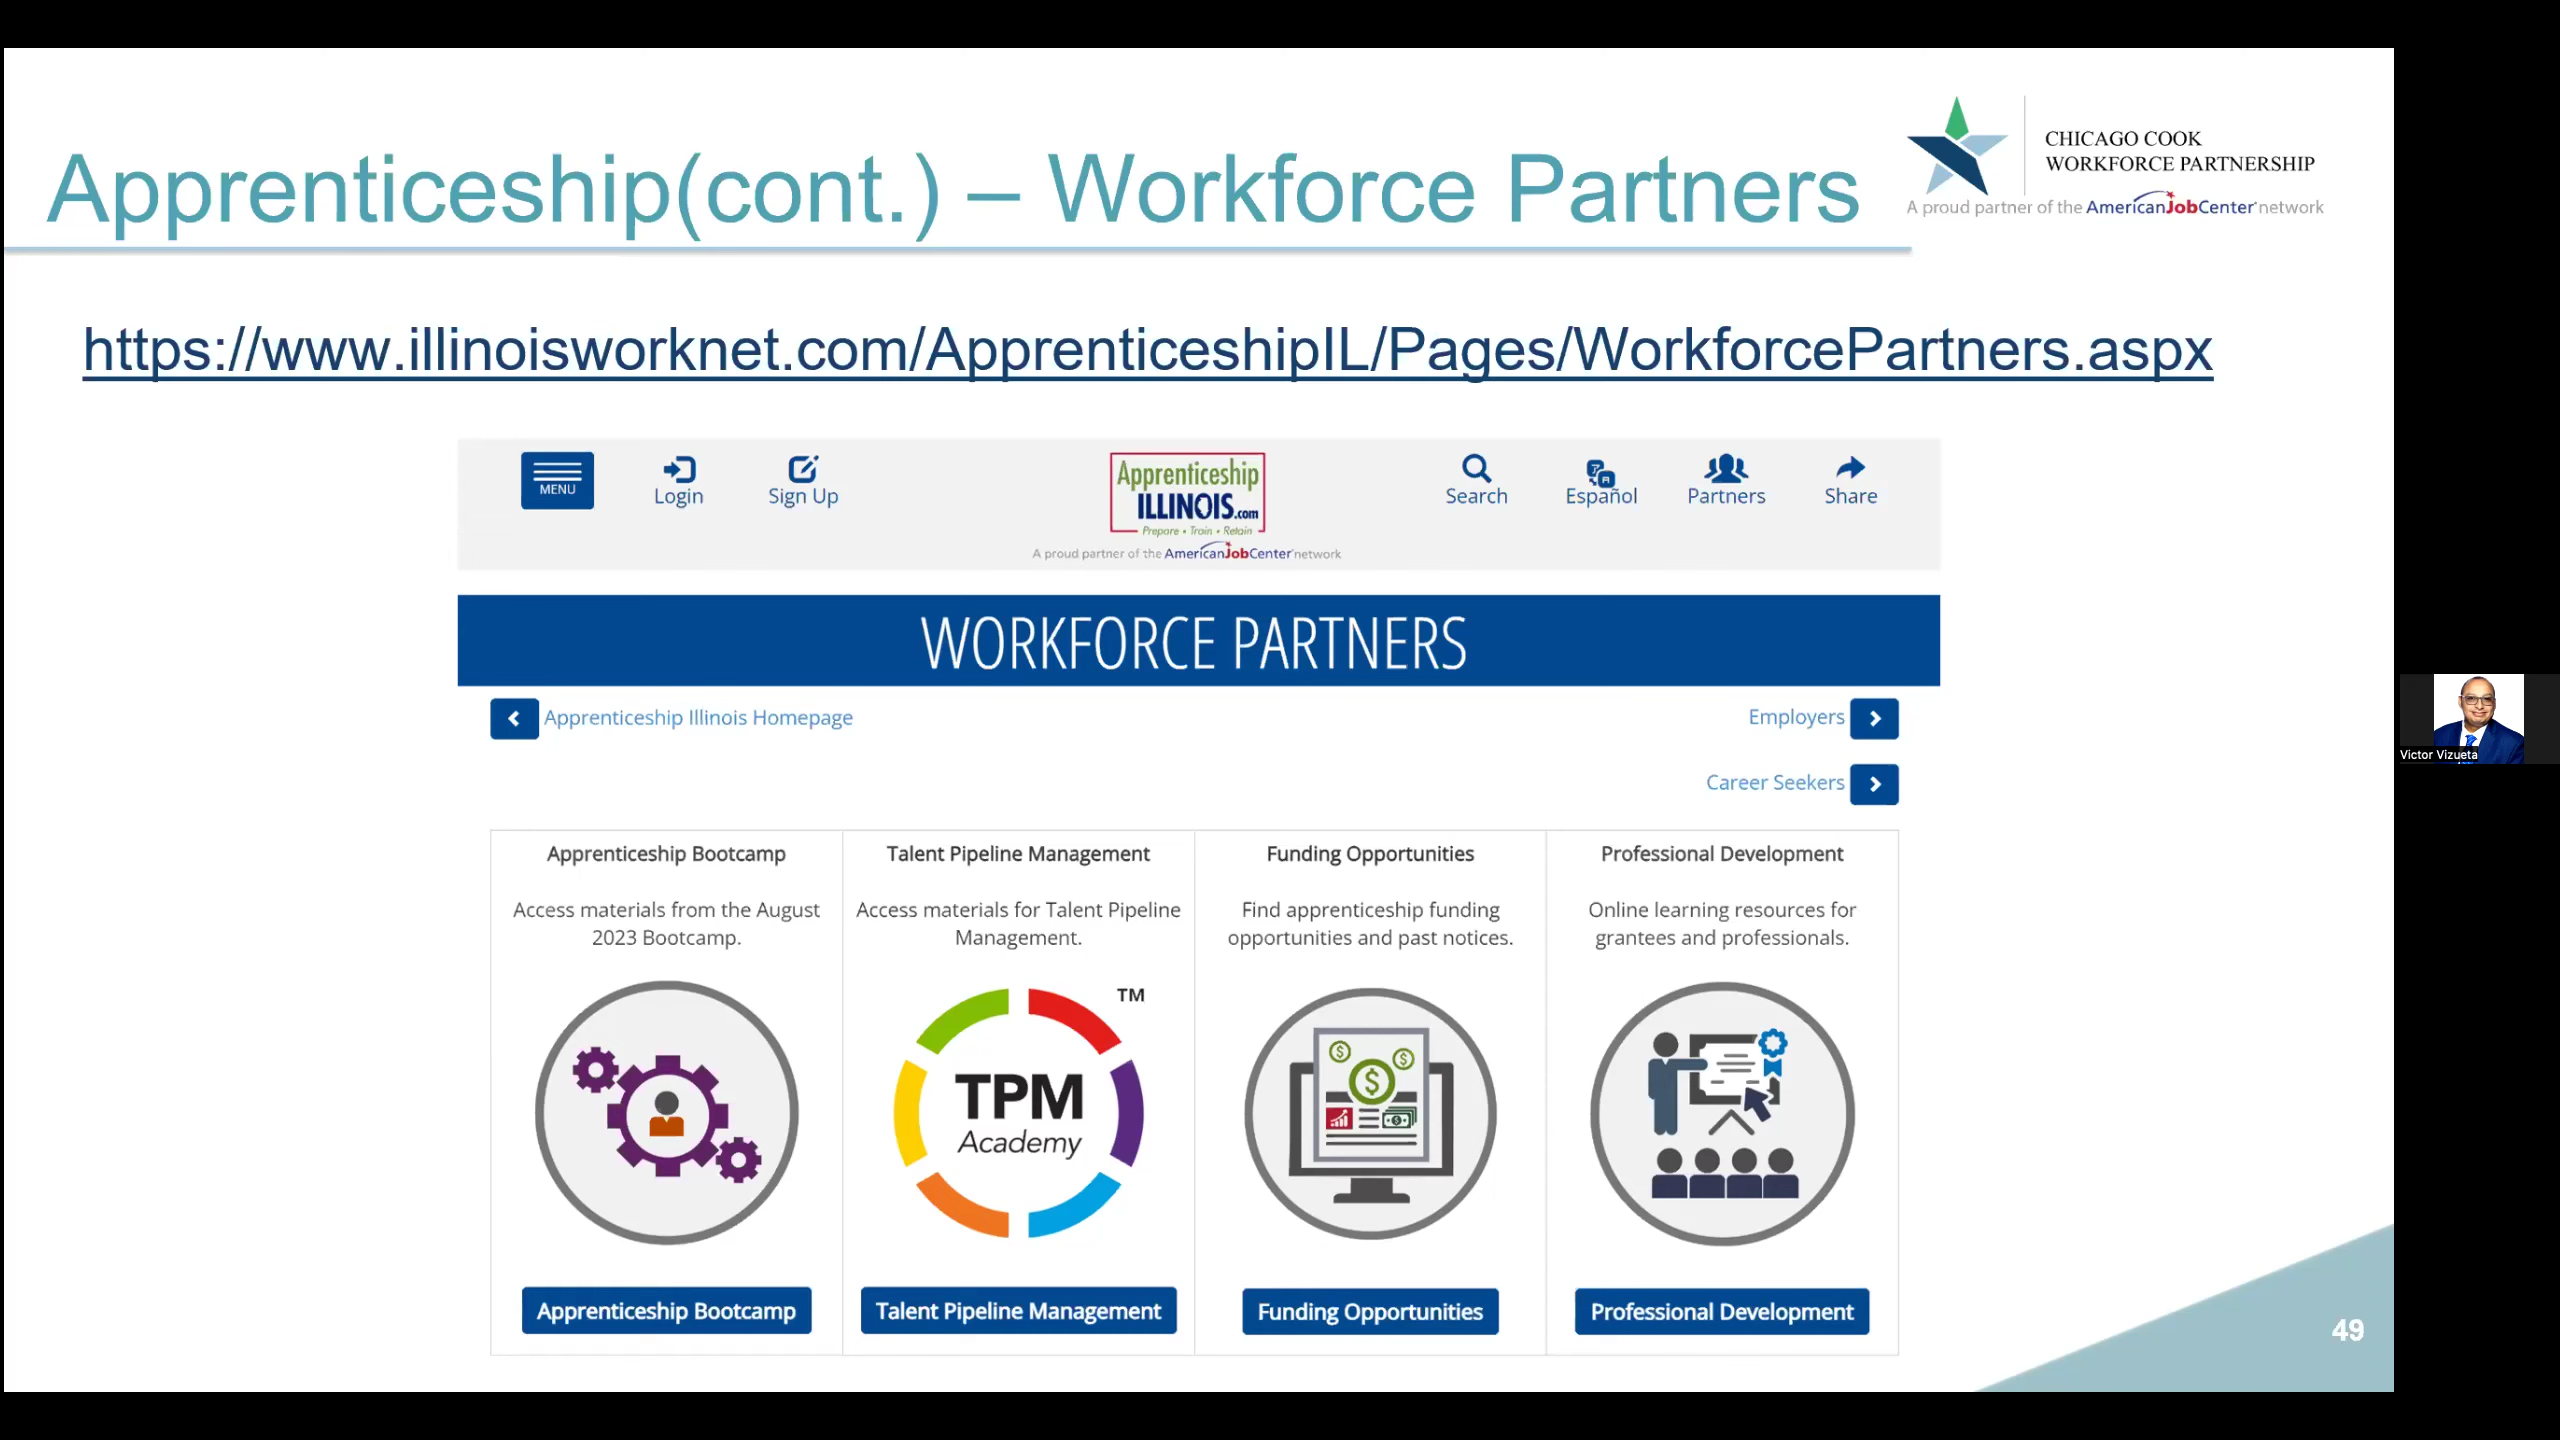 Apprenticeship(cont.) – Workforce Partners
CHICAGO COOK
WORKFORCE PARTNERSHIP
A proud partner of the AmericanJobCenter network
https://www.illinoisworknet.com/ApprenticeshipIL/Pages/WorkforcePartners.aspx
MENU
Login
Sign Up
Apprenticeship
ILLINOIS.com
Prepare • Train • Retain
A proud partner of the AmericanJobCenter network
Search
Español
Partners
Share
WORKFORCE PARTNERS
Apprenticeship Illinois Homepage
Employers
Career Seekers
Victor Vizueta
Apprenticeship Bootcamp
Access materials from the August
2023 Bootcamp.
Apprenticeship Bootcamp
Talent Pipeline Management
Access materials for Talent Pipeline
Management.
TM
TPM
Academy
Talent Pipeline Management
Funding Opportunities
Find apprenticeship funding
opportunities and past notices.
Funding Opportunities
Professional Development
Online learning resources for
grantees and professionals.
Professional Development
49